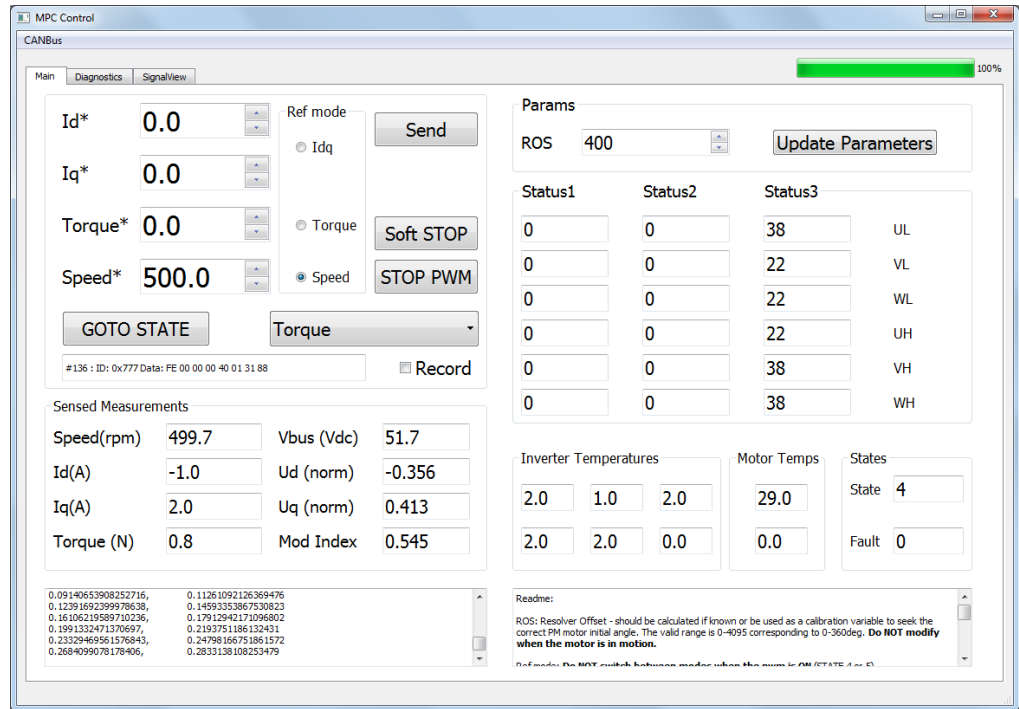 MPC Control
CANBus
100%
Main Diagnostics SignalView
Id* 0.0
Ref mode
Idq
Send
Iq* 0.0
Torque* 0.0
Torque
Soft STOP
Speed* 500.0
Speed
STOP PWM
GOTO STATE
Torque
#136 : ID: 0x777 Data: FE 00 00 00 40 01 31 88
Record
Sensed Measurements
Speed(rpm) 499.7 Vbus (Vdc) 51.7
Id(A) -1.0 Ud (norm) -0.356
Iq(A) 2.0 Uq (norm) 0.413
Torque (N) 0.8 Mod Index 0.545
0.09140653908252716, 0.11261092126369476
0.12391692399978638, 0.14593353867530823
0.16106219589710236, 0.17912942171096802
0.1991332471370697, 0.2193751186132431
0.23329469561576843, 0.24798166751861572
0.2684099078178406, 0.2833138108253479
Params
ROS 400 Update Parameters
Status1 Status2 Status3
0 0 38 UL
0 0 22 VL
0 0 22 WL
0 0 22 UH
0 0 38 VH
0 0 38 WH
Inverter Temperatures
2.0 1.0 2.0
2.0 2.0 0.0
Motor Temps
29.0
0.0
States
State 4
Fault 0
Readme:
ROS: Resolver Offset - should be calculated if known or be used as a calibration variable to seek the
correct PM motor initial angle. The valid range is 0-4095 corresponding to 0-360deg. Do NOT modify
when the motor is in motion.
Ref mode: Do NOT switch between modes when the pwm is ON (STATE 4 or 5)